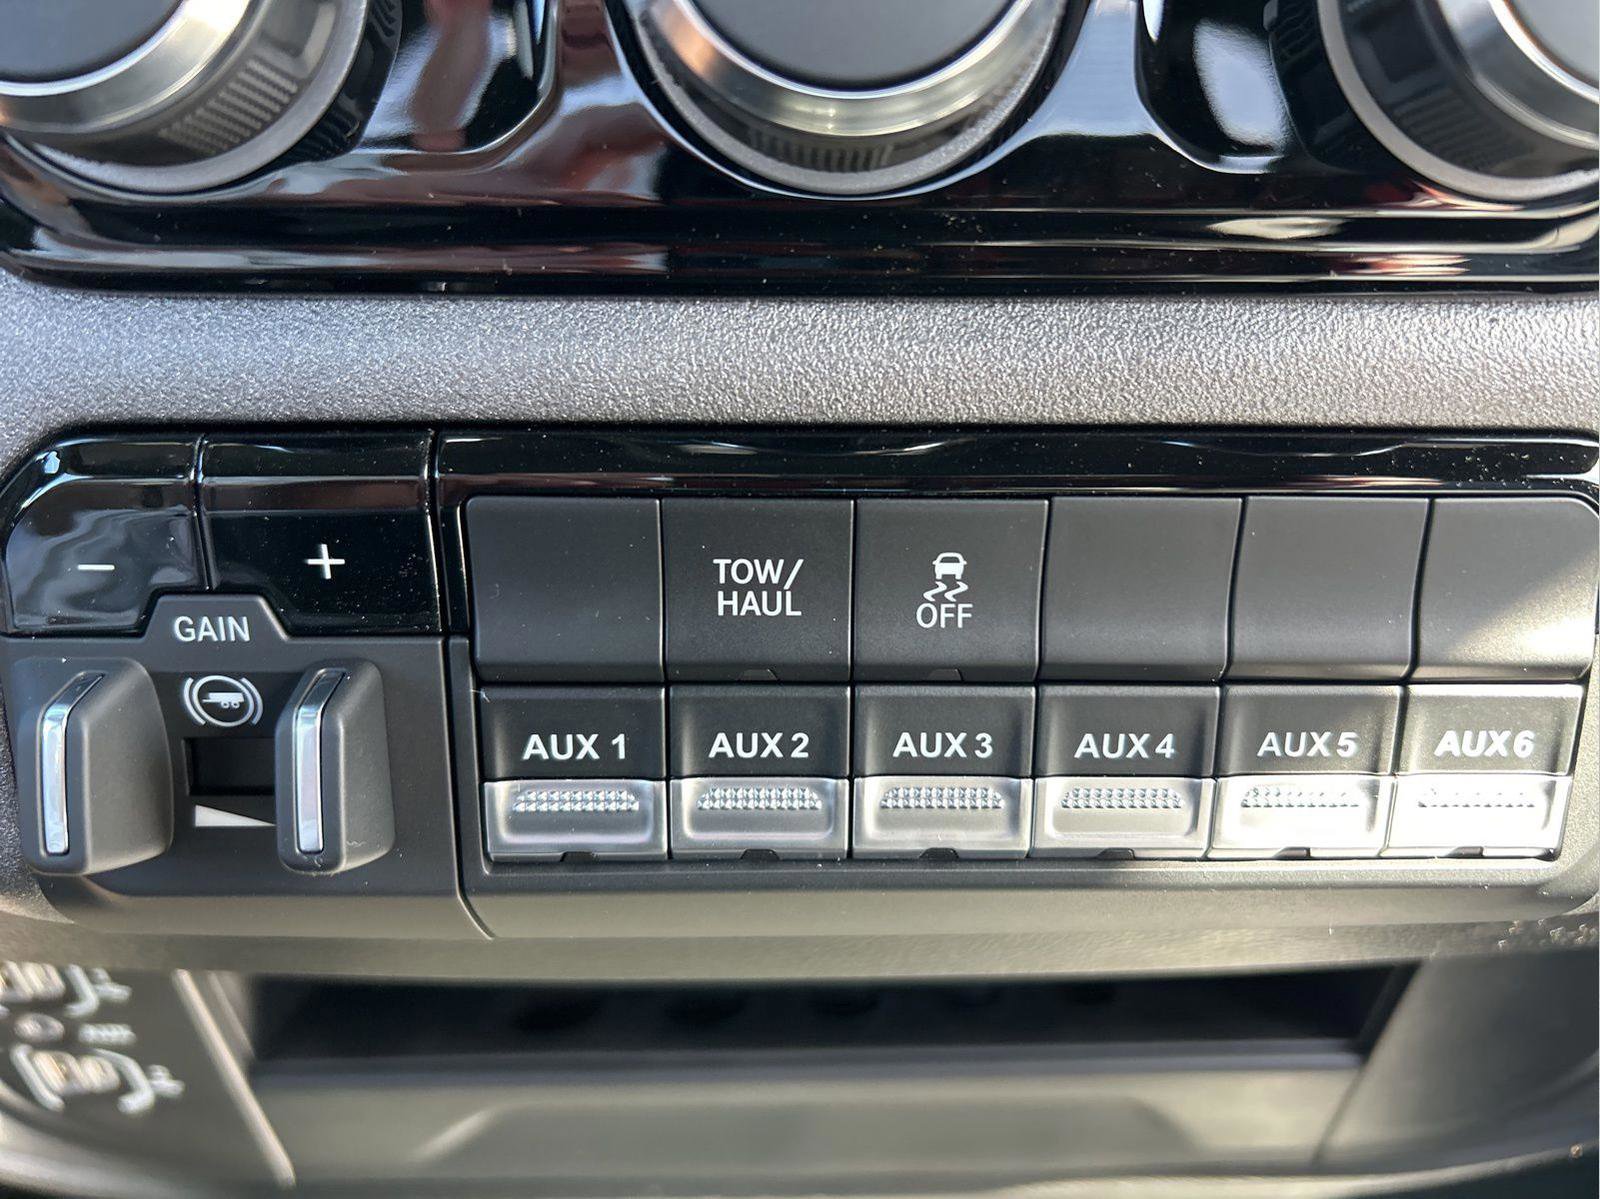 − +
GAIN
TOW/
HAUL
OFF
AUX 1 AUX 2 AUX 3 AUX 4 AUX 5 AUX 6